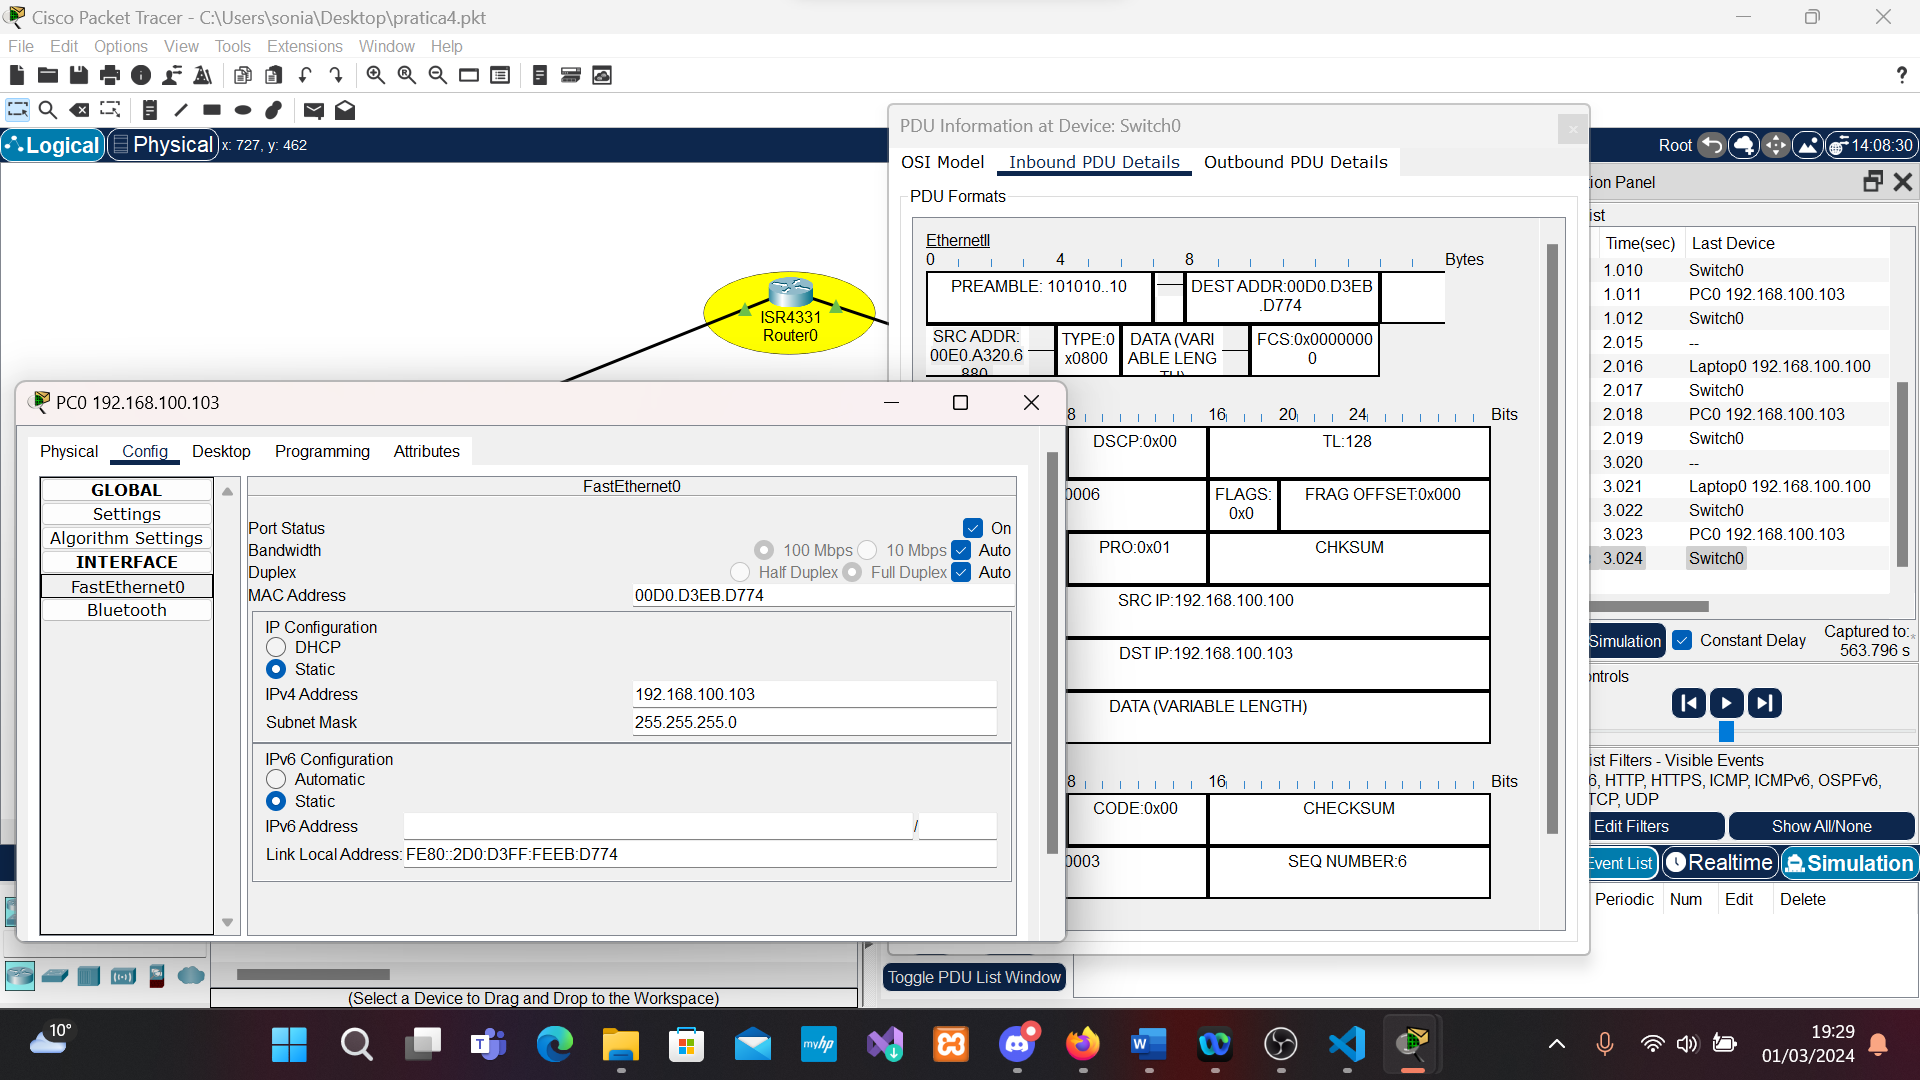 Cisco Packet Tracer - C:\Users\sonia\Desktop\pratica4.pkt
File Edit Options View Tools Extensions Window Help
?
Logical Physical x: 727, y: 462
Root 14:08:30
PDU Information at Device: Switch0
OSI Model Inbound PDU Details Outbound PDU Details
PDU Formats
EthernetII
0 4 8 Bytes
PREAMBLE: 101010..10
DEST ADDR:00D0.D3EB
.D774
SRC ADDR:
00E0.A320.6
880
TYPE:0
x0800
DATA (VARI
ABLE LENG
TH)
FCS:0x0000000
0
8 16 20 24 Bits
DSCP:0x00 TL:128
0006
FLAGS:
0x0
FRAG OFFSET:0x000
PRO:0x01 CHKSUM
SRC IP:192.168.100.100
DST IP:192.168.100.103
DATA (VARIABLE LENGTH)
8 16 Bits
CODE:0x00 CHECKSUM
0003 SEQ NUMBER:6
ISR4331
Router0
PC0 192.168.100.103
Physical Config Desktop Programming Attributes
GLOBAL
Settings
Algorithm Settings
INTERFACE
FastEthernet0
Bluetooth
FastEthernet0
Port Status On
Bandwidth 100 Mbps 10 Mbps Auto
Duplex Half Duplex Full Duplex Auto
MAC Address 00D0.D3EB.D774
IP Configuration
DHCP
Static
IPv4 Address 192.168.100.103
Subnet Mask 255.255.255.0
IPv6 Configuration
Automatic
Static
IPv6 Address /
Link Local Address: FE80::2D0:D3FF:FEEB:D774
ion Panel
ist
Time(sec) Last Device
1.010 Switch0
1.011 PC0 192.168.100.103
1.012 Switch0
2.015 --
2.016 Laptop0 192.168.100.100
2.017 Switch0
2.018 PC0 192.168.100.103
2.019 Switch0
3.020 --
3.021 Laptop0 192.168.100.100
3.022 Switch0
3.023 PC0 192.168.100.103
3.024 Switch0
Simulation Constant Delay Captured to:
563.796 s
ontrols
ist Filters - Visible Events
6, HTTP, HTTPS, ICMP, ICMPv6, OSPFv6,
TCP, UDP
Edit Filters Show All/None
Event List Realtime Simulation
Periodic Num Edit Delete
Toggle PDU List Window
(Select a Device to Drag and Drop to the Workspace)
10°
myhp
19:29
01/03/2024